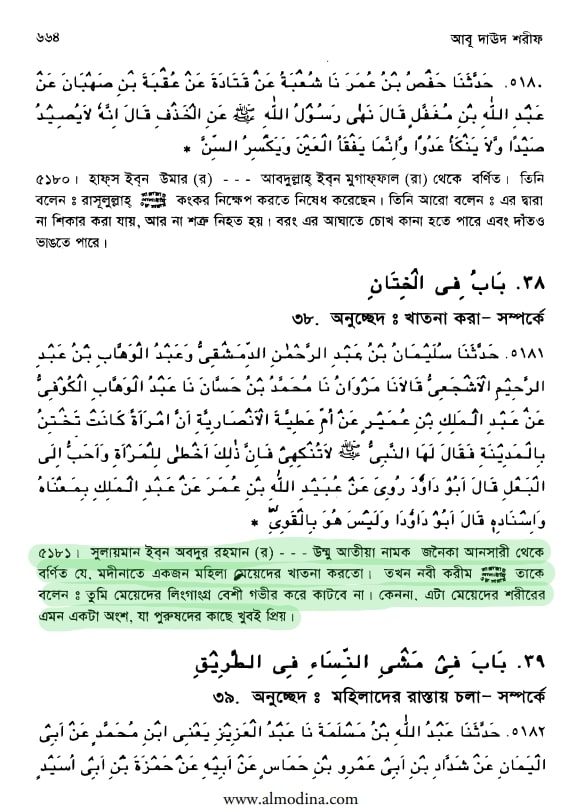 ৬৬৪ আবূ দাঊদ শরীফ
٥١٨٠. حَدَّثَنَا حَفْصُ بْنُ عُمَرَ نَا شُعْبَةُ عَنْ قَتَادَةَ عَنْ عُقْبَةَ بْنِ صَهْبَانَ عَنْ
عَبْدِ اللّٰهِ بْنِ مُغَفَّلٍ قَالَ نَهٰى رَسُوْلُ اللّٰهِ ﷺ عَنِ الْخَذْفِ قَالَ اِنَّهٗ لَايَصِيْدُ
صَيْدًا وَّلَا يَنْكَأُ عَدُوًّا وَاِنَّمَا يَفْقَأُ الْعَيْنَ وَيَكْسِرُ السِّنَّ *
৫১৮০। হাফ্‌স ইব্‌ন উমার (র) - - - আবদুল্লাহ্ ইব্‌ন মুগাফ্‌ফাল (রা) থেকে বর্ণিত। তিনি
বলেন ঃ রাসূলুল্লাহ্ ﷺ কংকর নিক্ষেপ করতে নিষেধ করেছেন। তিনি আরো বলেন ঃ এর দ্বারা
না শিকার করা যায়, আর না শত্রু নিহত হয়। বরং এর আঘাতে চোখ কানা হতে পারে এবং দাঁতও
ভাঙতে পারে।
٣٨. بَابُ فِى الْخِتَانِ
৩৮. অনুচ্ছেদ ঃ খাতনা করা- সম্পর্কে
٥١٨١. حَدَّثَنَا سُلَيْمَانُ بْنُ عَبْدِ الرَّحْمٰنِ الدِّمَشْقِىُّ وَعَبْدُ الْوَهَّابِ بْنُ عَبْدِ
الرَّحِيْمِ الْاَشْجَعِىُّ قَالَانَا مَرْوَانُ نَا مُحَمَّدُ بْنُ حَسَّانَ نَا عَبْدُ الْوَهَّابِ الْكُوْفِىُّ
عَنْ عَبْدِ الْمَلِكِ بْنِ عُمَيْرٍ عَنْ اُمِّ عَطِيَّةَ الْاَنْصَارِيَّةِ اَنَّ امْرَأَةً كَانَتْ تَخْتِنُ
بِالْمَدِيْنَةِ فَقَالَ لَهَا النَّبِىُّ ﷺ لَاتُنْكِهِىْ فَاِنَّ ذٰلِكَ اَخْطٰى لِلْمَرْأَةِ وَاَحَبُّ اِلَى
الْبَعْلِ قَالَ اَبُوْ دَاوُدَ رُوِىَ عَنْ عُبَيْدِ اللّٰهِ بْنِ عُمَرَ عَنْ عَبْدِ الْمَلِكِ بِمَعْنَاهُ
وَاِسْنَادِهٖ قَالَ اَبُوْ دَاوُدَا وَلَيْسَ هُوَ بِالْقَوِىِّ *
৫১৮১। সুলায়মান ইব্‌ন অবদুর রহমান (র) - - - উম্মু আতীয়া নামক জনৈকা আনসারী থেকে
বর্ণিত যে, মদীনাতে একজন মহিলা মেয়েদের খাতনা করতো। তখন নবী করীম ﷺ তাকে
বলেন ঃ তুমি মেয়েদের লিংগাংগ্র বেশী গভীর করে কাটবে না। কেননা, এটা মেয়েদের শরীরের
এমন একটা অংশ, যা পুরুষদের কাছে খুবই প্রিয়।
٣٩. بَابَ فِىْ مَشْىِ النِّسَاءِ فِى الطَّرِيْقِ
৩৯. অনুচ্ছেদ ঃ মহিলাদের রাস্তায় চলা- সম্পর্কে
٥١٨٢. حَدَّثَنَا عَبْدُ اللّٰهِ بْنُ مَسْلَمَةَ نَا عَبْدُ الْعَزِيْزِ يَعْنِى ابْنَ مُحَمَّدٍ عَنْ اَبِى
الْيَمَانِ عَنْ شَدَّادِ بْنِ اَبِىْ عَمْرِو بْنِ حَمَاسٍ عَنْ اَبِيْهِ عَنْ حَمْزَةَ بْنِ اَبِىْ اُسَيْدٍ
www.almodina.com